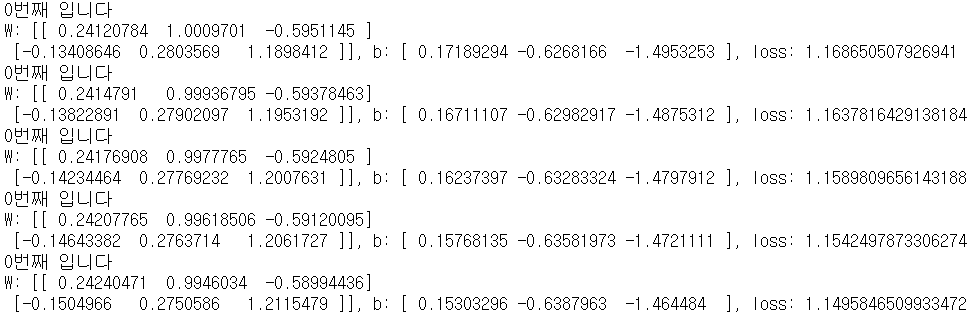 0번째 입니다
W: [[ 0.24120784  1.0009701  -0.5951145 ]
 [-0.13408646  0.2803569   1.1898412 ]], b: [ 0.17189294 -0.6268166  -1.4953253 ], loss: 1.168650507926941
0번째 입니다
W: [[ 0.2414791   0.99936795 -0.59378463]
 [-0.13822891  0.27902097  1.1953192 ]], b: [ 0.16711107 -0.62982917 -1.4875312 ], loss: 1.1637816429138184
0번째 입니다
W: [[ 0.24176908  0.9977765  -0.5924805 ]
 [-0.14234464  0.27769232  1.2007631 ]], b: [ 0.16237397 -0.63283324 -1.4797912 ], loss: 1.1589809656143188
0번째 입니다
W: [[ 0.24207765  0.99618506 -0.59120095]
 [-0.14643382  0.2763714   1.2061727 ]], b: [ 0.15768135 -0.63581973 -1.4721111 ], loss: 1.1542497873306274
0번째 입니다
W: [[ 0.24240471  0.9946034  -0.58994436]
 [-0.1504966   0.2750586   1.2115479 ]], b: [ 0.15303296 -0.6387963  -1.464484  ], loss: 1.1495846509933472